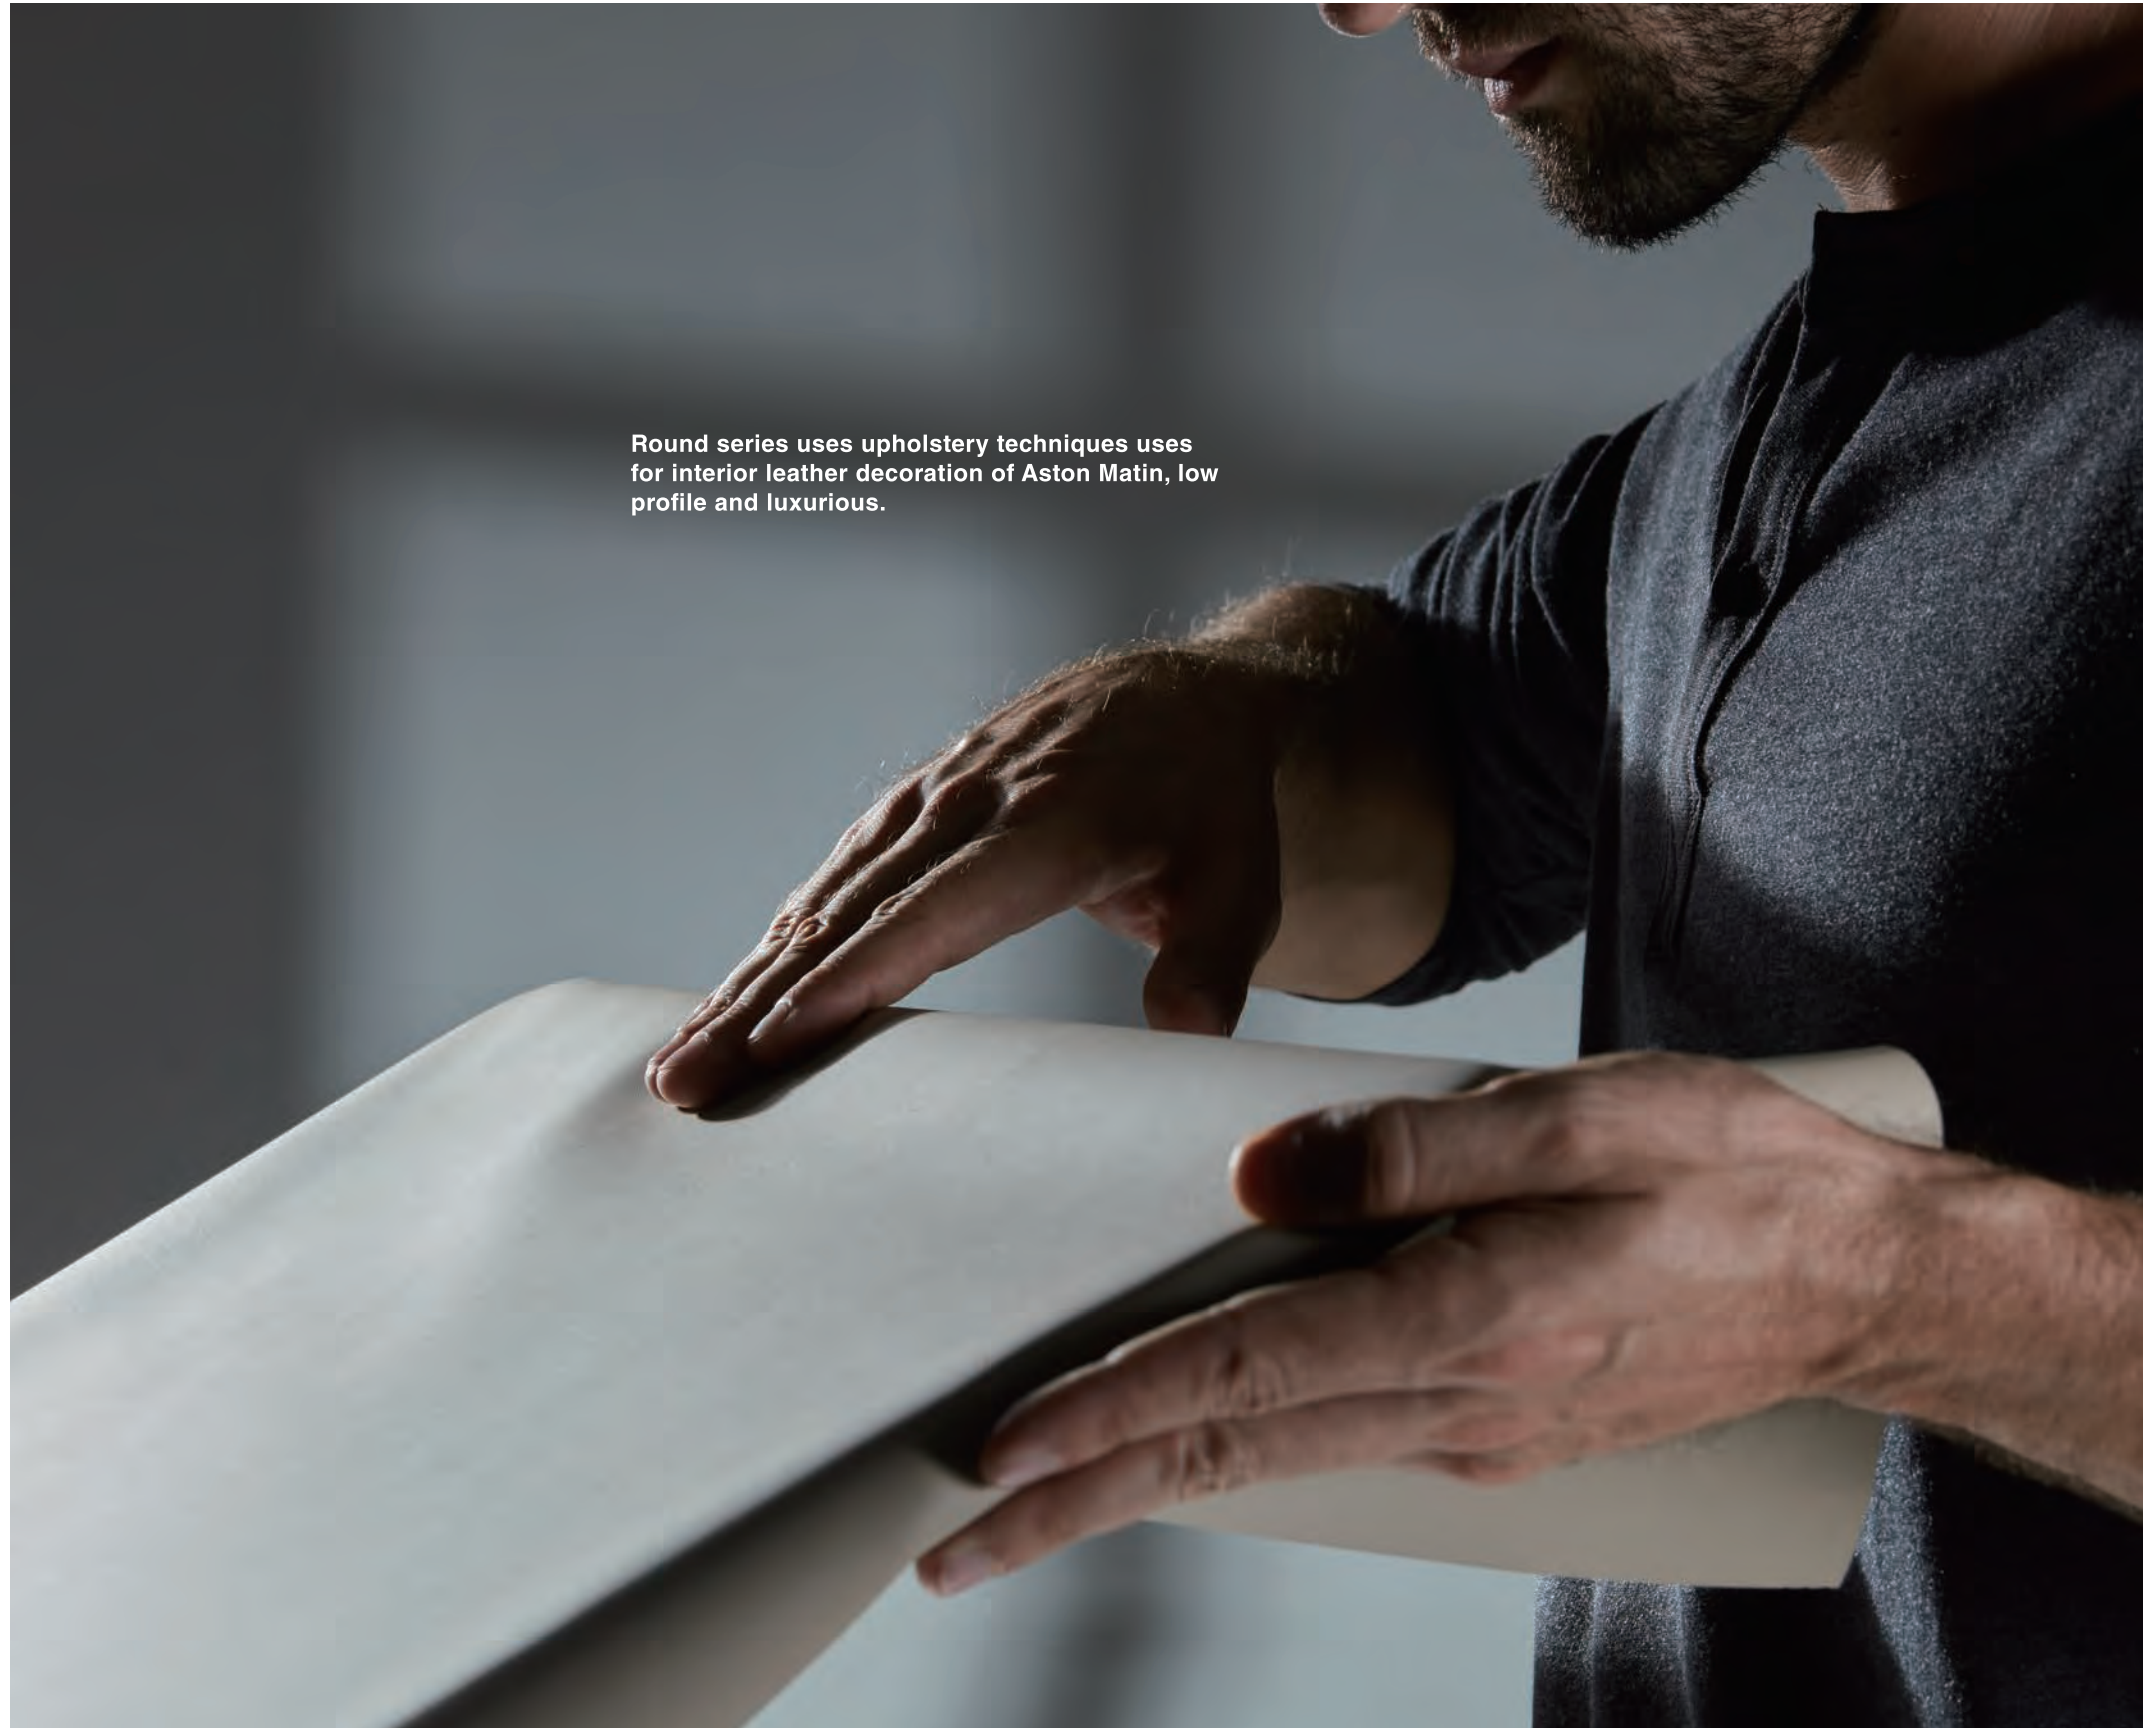 Round series uses upholstery techniques uses
for interior leather decoration of Aston Matin, low
profile and luxurious.